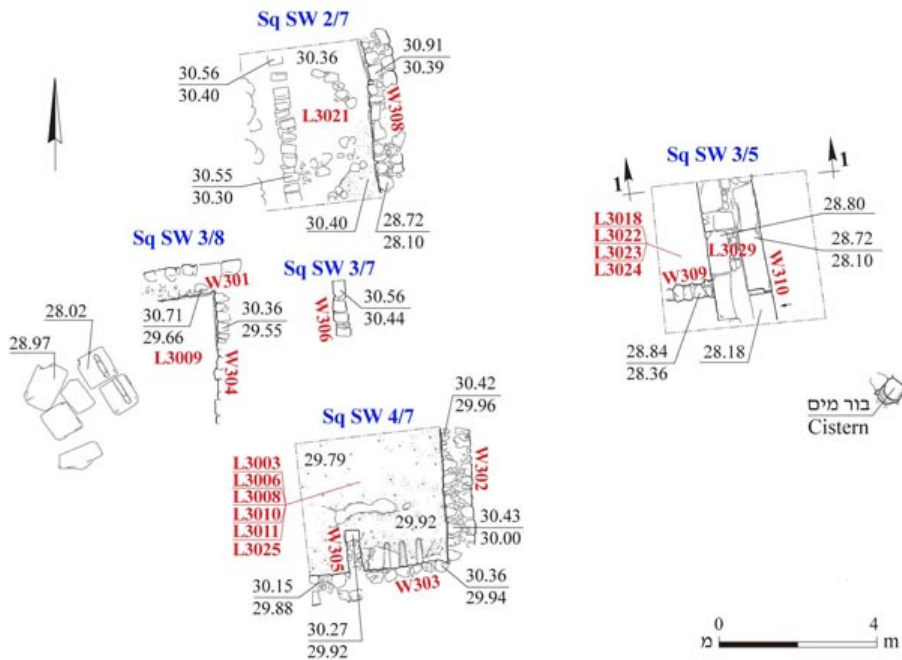 Sq SW 2/7
30.36
30.91
30.39
30.56
30.40
L3021
W308
30.55
30.30
30.40
28.72
28.10
Sq SW 3/5
1
1
L3018
L3022
L3023
L3024
28.80
L3029
28.72
28.10
W309
W310
28.84
28.36
28.18
בור מים
Cistern
Sq SW 3/8
W301
30.71
29.66
30.36
29.55
L3009
W304
28.02
28.97
Sq SW 3/7
30.56
30.44
W306
Sq SW 4/7
30.42
29.96
L3003
L3006
L3008
L3010
L3011
L3025
29.79
W302
29.92
30.43
30.00
W305
30.15
29.88
W303
30.36
29.94
30.27
29.92
0
4
מ
m